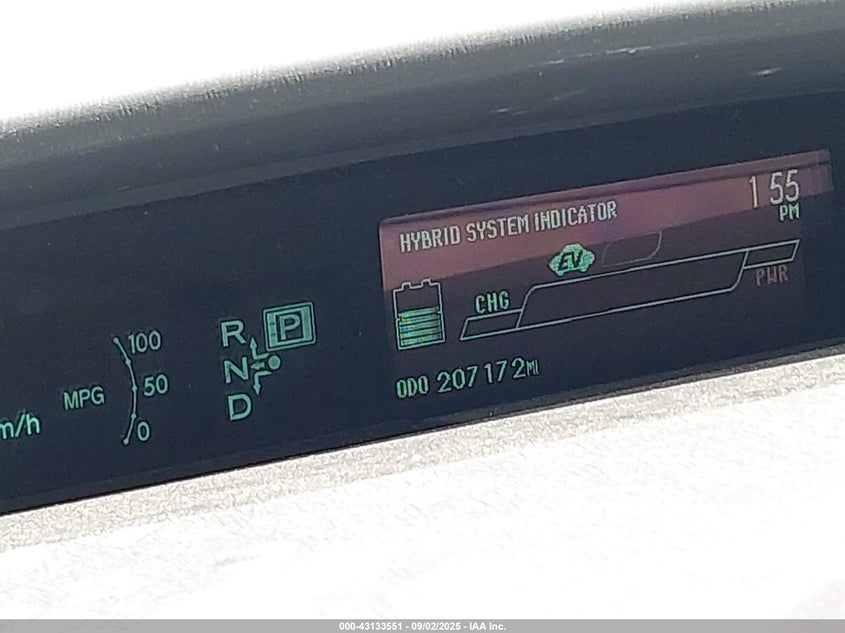 HYBRID SYSTEM INDICATOR
1 55
PM
EV
CHG
PWR
ODO 207172MI
R P
N
D
MPG
100
50
0
m/h
000-43133551 - 09/02/2025 - IAA Inc.